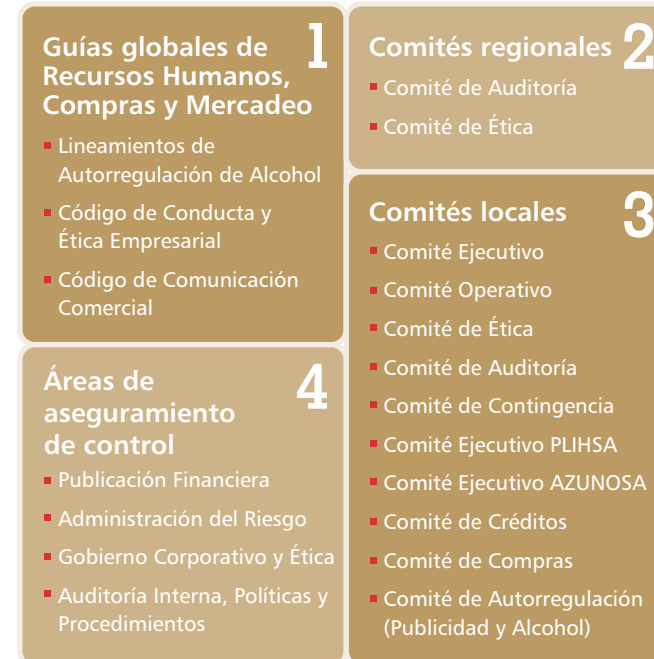 1
Guías globales de
Recursos Humanos,
Compras y Mercadeo
Lineamientos de
Autorregulación de Alcohol
Código de Conducta y
Ética Empresarial
Código de Comunicación
Comercial
2
Comités regionales
Comité de Auditoría
Comité de Ética
3
Comités locales
Comité Ejecutivo
Comité Operativo
Comité de Ética
Comité de Auditoría
Comité de Contingencia
Comité Ejecutivo PLIHSA
Comité Ejecutivo AZUNOSA
Comité de Créditos
Comité de Compras
Comité de Autorregulación
(Publicidad y Alcohol)
4
Áreas de
aseguramiento
de control
Publicación Financiera
Administración del Riesgo
Gobierno Corporativo y Ética
Auditoría Interna, Políticas y
Procedimientos